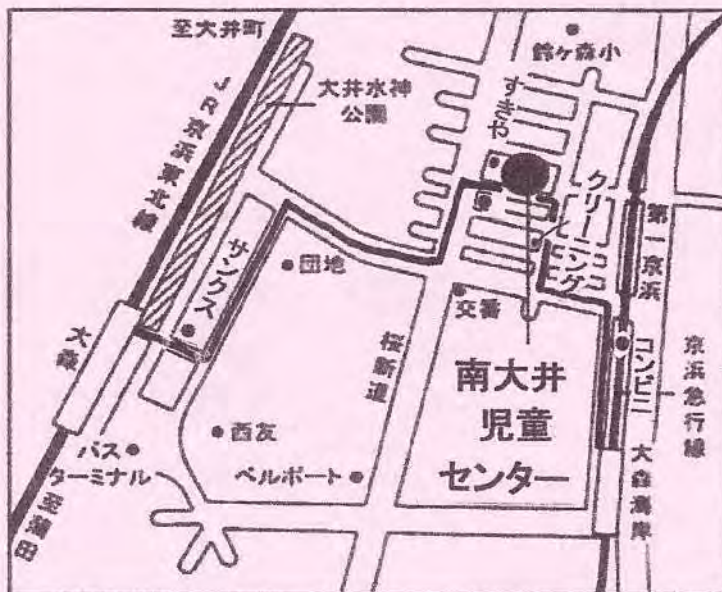 至大井町
鈴ヶ森小
大井水神
公園
すきや
JR京浜東北線
クリーニング
第一京浜
サンクス
団地
交番
コンビニ
大森
桜新道
南大井
児童
センター
京浜急行線
西友
バス
ターミナル
ベルポート
大森海岸
至蒲田